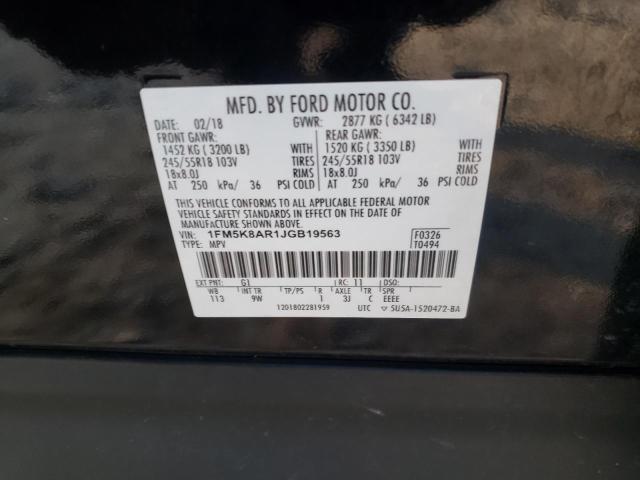 MFD. BY FORD MOTOR CO.
DATE: 02/18 GVWR: 2877 KG ( 6342 LB)
FRONT GAWR: REAR GAWR:
1452 KG ( 3200 LB) WITH 1520 KG ( 3350 LB) WITH
245/55R18 103V TIRES 245/55R18 103V TIRES
18x8.0J RIMS 18x8.0J RIMS
AT 250 kPa/ 36 PSI COLD AT 250 kPa/ 36 PSI COLD
THIS VEHICLE CONFORMS TO ALL APPLICABLE FEDERAL MOTOR
VEHICLE SAFETY STANDARDS IN EFFECT ON THE DATE OF
MANUFACTURE SHOWN ABOVE.
VIN: 1FM5K8AR1JGB19563 F0326
TYPE: MPV T0494
EXT PNT: G1 RC: 11 DSO:
WB INT TR TP/PS R AXLE TR SPR
113 9W 1 3J C EEEE
1201802281959 UTC ▽ 5U5A-1520472-BA